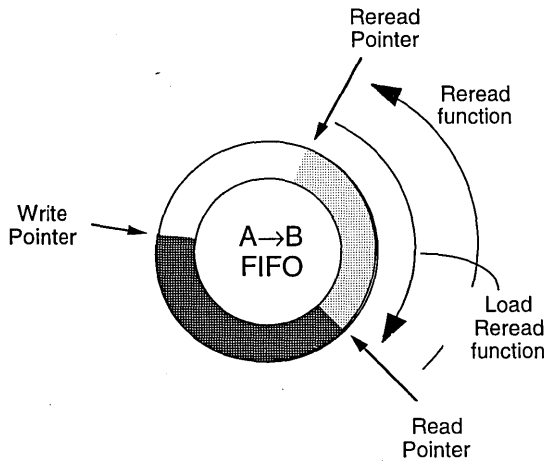 Reread
Pointer
Reread
function
Write
Pointer
A→B
FIFO
Load
Reread
function
Read
Pointer